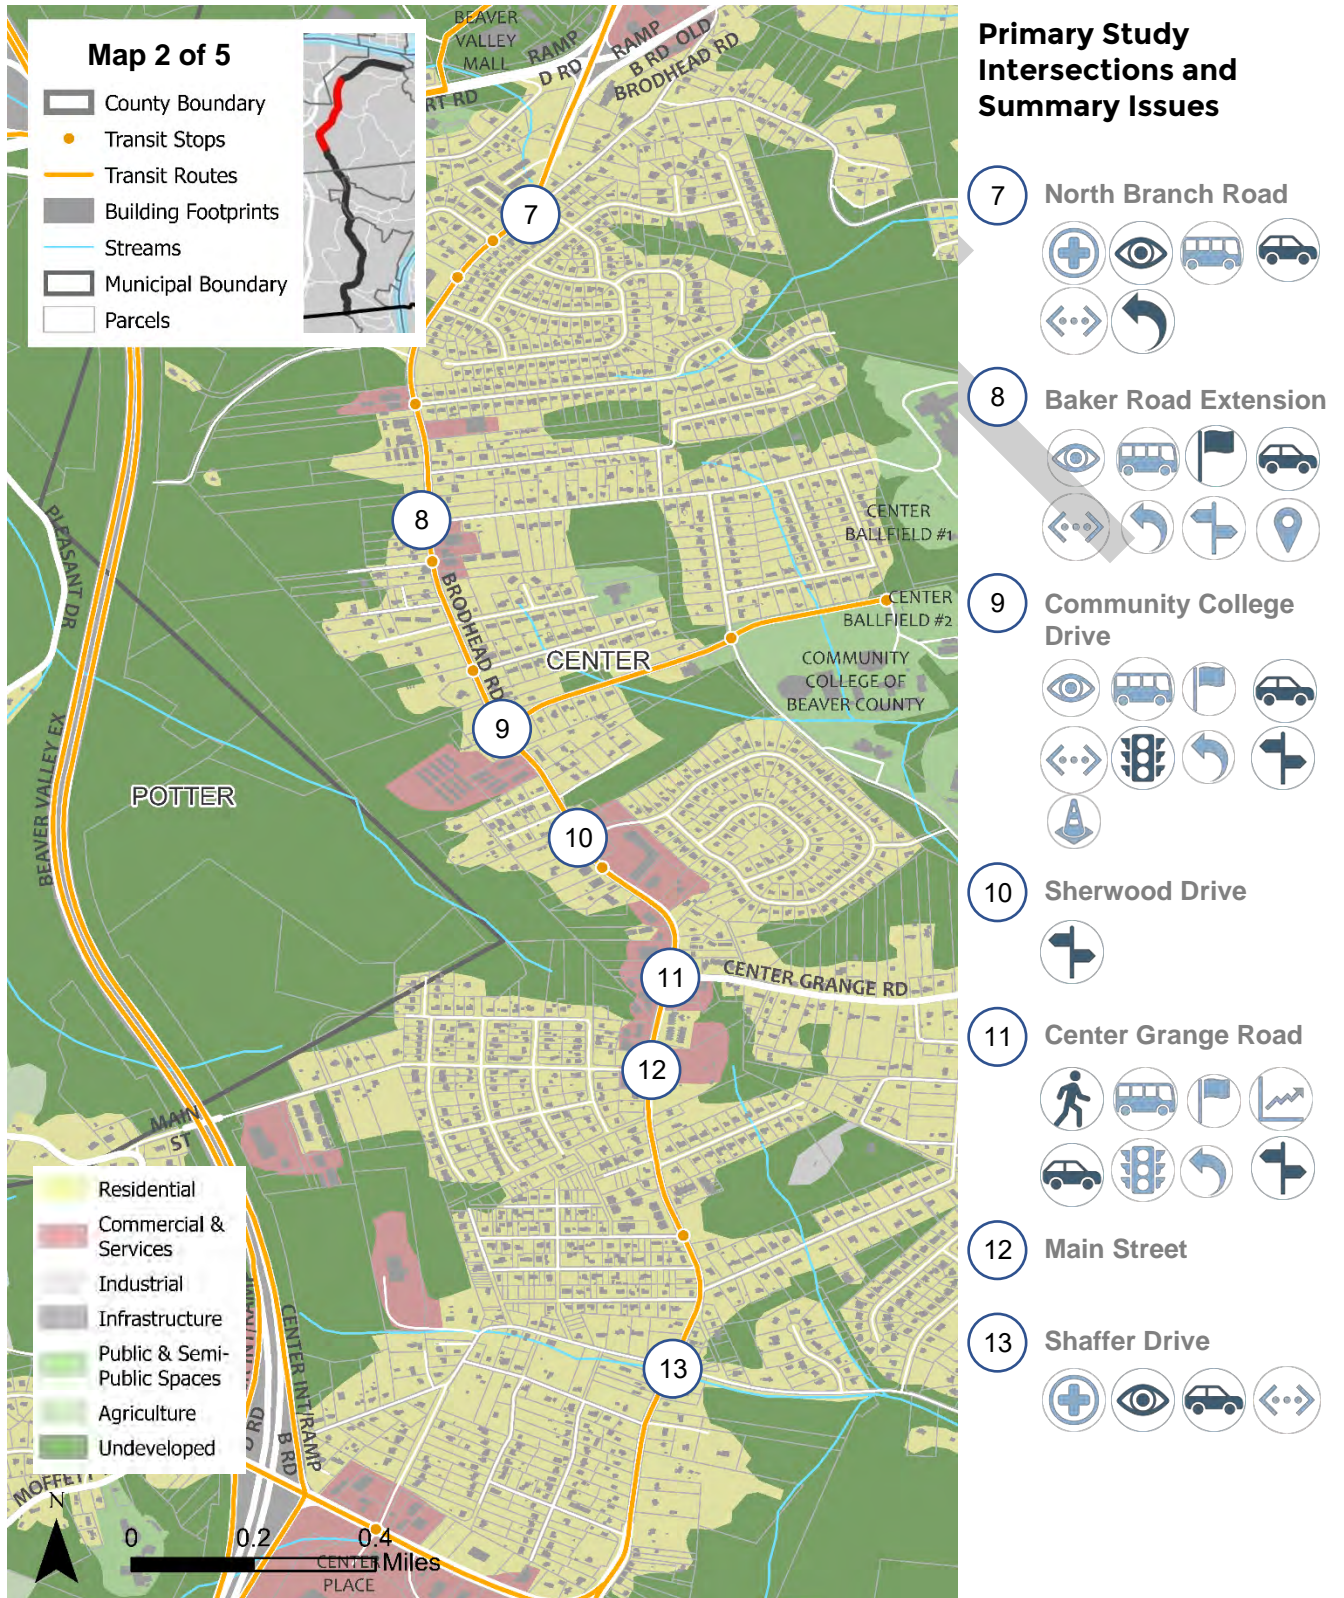 Map 2 of 5
County Boundary
Transit Stops
Transit Routes
Building Footprints
Streams
Municipal Boundary
Parcels
BEAVER
VALLEY
MALL
RAMP
D RD
RAMP
B RD
OLD
BRODHEAD RD
RT RD
7
8
BRODHEAD RD
CENTER
BALLFIELD #1
CENTER
BALLFIELD #2
CENTER
COMMUNITY
COLLEGE OF
BEAVER COUNTY
9
PLEASANT DR
BEAVER VALLEY EX
POTTER
10
11
CENTER GRANGE RD
12
MAIN
ST
13
CENTER INT/RAMP
B RD
MOFFETT
Residential
Commercial &
Services
Industrial
Infrastructure
Public & Semi-
Public Spaces
Agriculture
Undeveloped
N
0 0.2 0.4
Miles
CENTER
PLACE
Primary Study
Intersections and
Summary Issues
7 North Branch Road
8 Baker Road Extension
9 Community College
Drive
10 Sherwood Drive
11 Center Grange Road
12 Main Street
13 Shaffer Drive